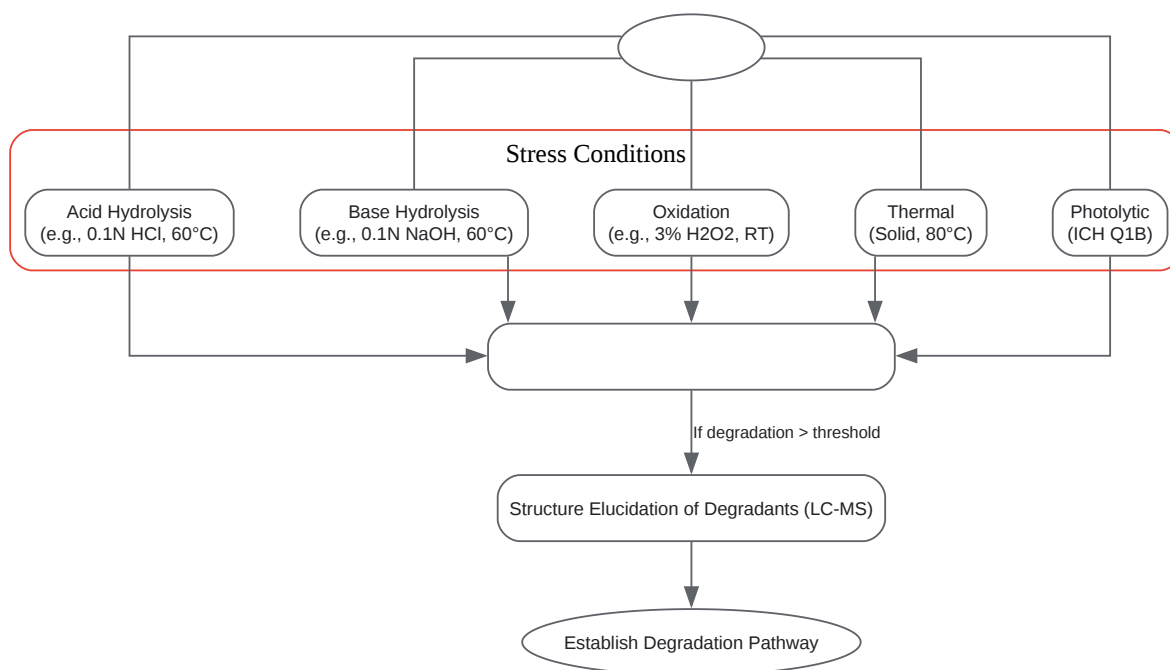 Stress Conditions
Acid Hydrolysis
(e.g., 0.1N HCl, 60°C)
Base Hydrolysis
(e.g., 0.1N NaOH, 60°C)
Oxidation
(e.g., 3% H2O2, RT)
Thermal
(Solid, 80°C)
Photolytic
(ICH Q1B)
If degradation > threshold
Structure Elucidation of Degradants (LC-MS)
Establish Degradation Pathway